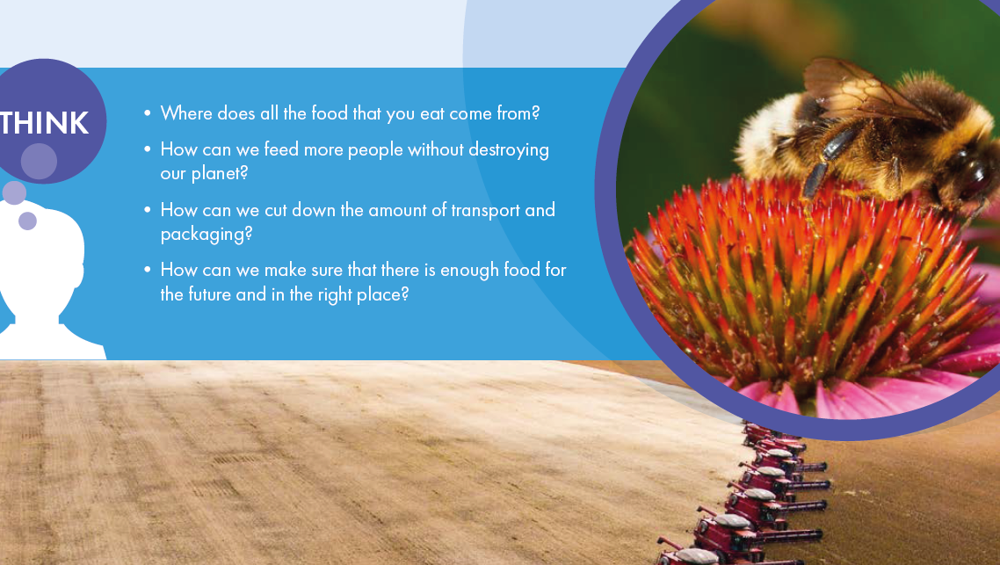 THINK
• Where does all the food that you eat come from?
• How can we feed more people without destroying
our planet?
• How can we cut down the amount of transport and
packaging?
• How can we make sure that there is enough food for
the future and in the right place?